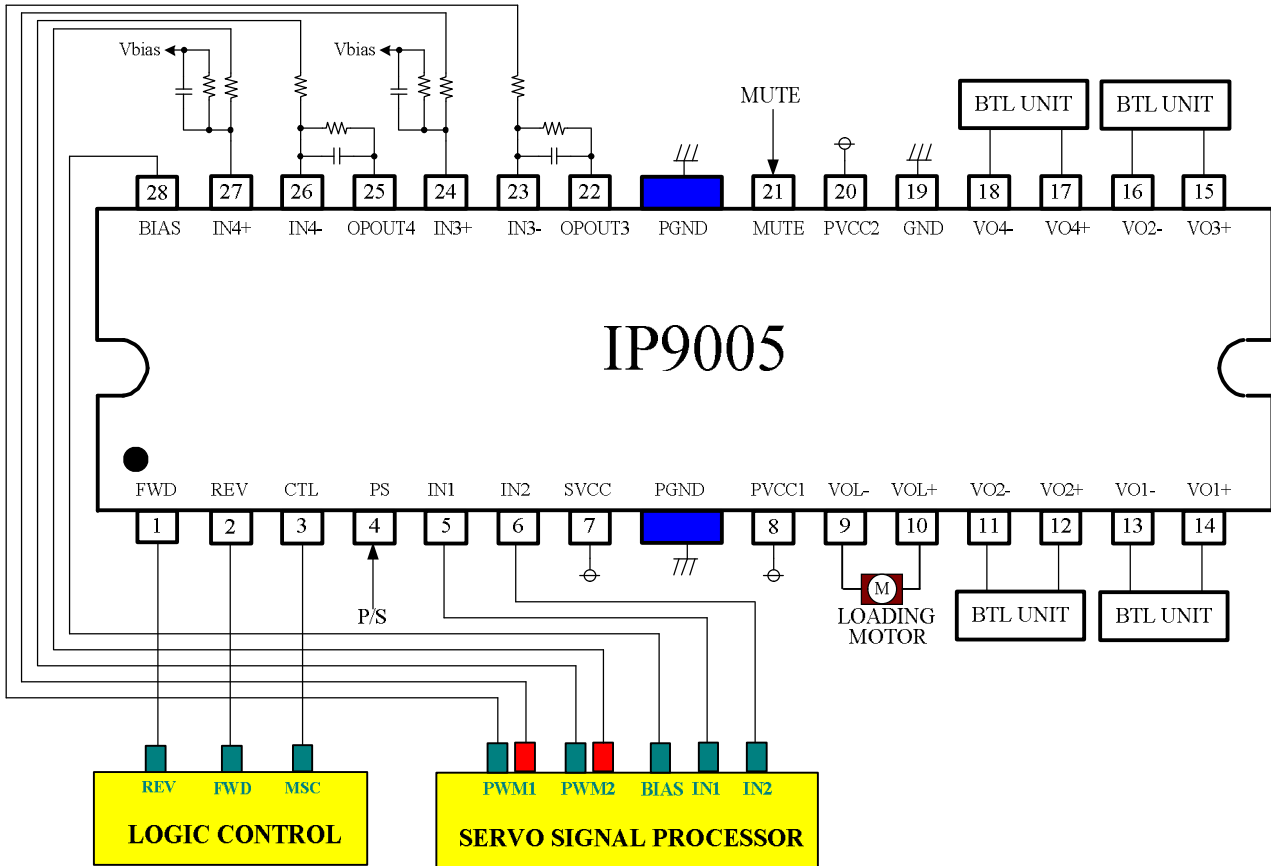 Vbias
Vbias
MUTE
BTL UNIT
BTL UNIT
28 27 26 25 24 23 22 21 20 19 18 17 16 15
BIAS IN4+ IN4- OPOUT4 IN3+ IN3- OPOUT3 PGND MUTE PVCC2 GND VO4- VO4+ VO2- VO3+
IP9005
FWD REV CTL PS IN1 IN2 SVCC PGND PVCC1 VOL- VOL+ VO2- VO2+ VO1- VO1+
1 2 3 4 5 6 7 8 9 10 11 12 13 14
M
P/S
LOADING
MOTOR
BTL UNIT
BTL UNIT
REV FWD MSC
LOGIC CONTROL
PWM1 PWM2 BIAS IN1 IN2
SERVO SIGNAL PROCESSOR